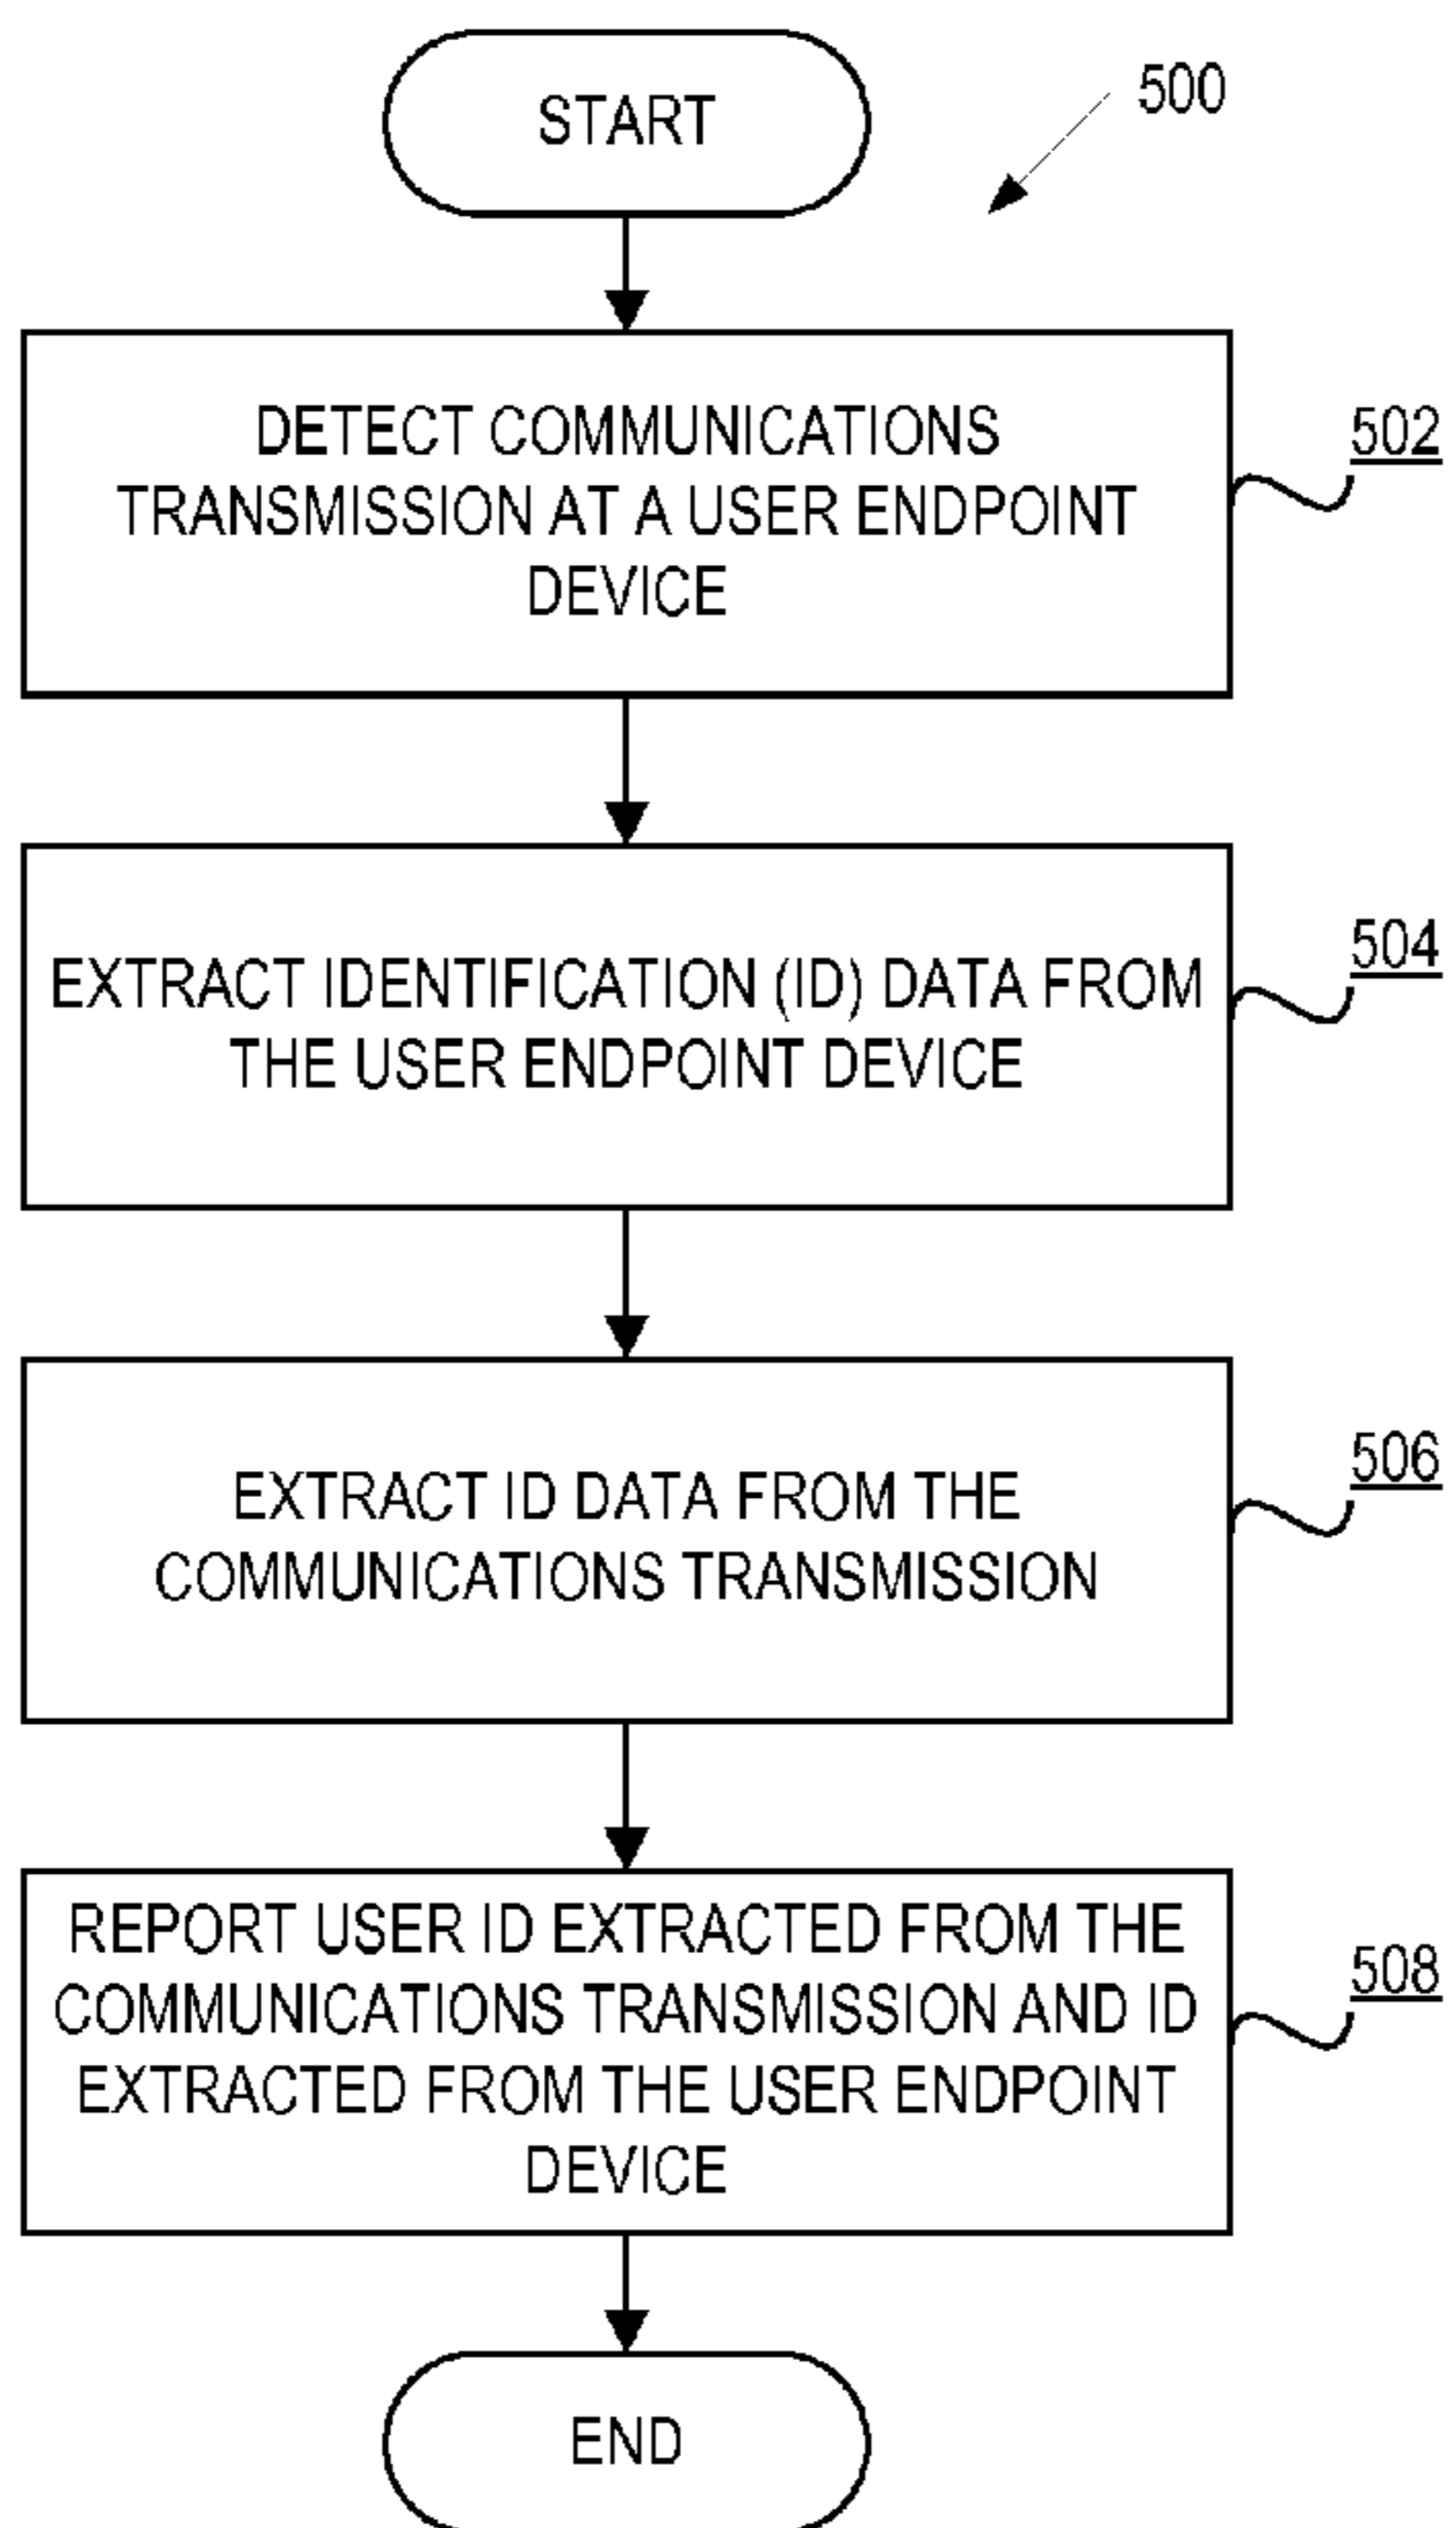 START
500
DETECT COMMUNICATIONS
TRANSMISSION AT A USER ENDPOINT
DEVICE
502
EXTRACT IDENTIFICATION (ID) DATA FROM
THE USER ENDPOINT DEVICE
504
EXTRACT ID DATA FROM THE
COMMUNICATIONS TRANSMISSION
506
REPORT USER ID EXTRACTED FROM THE
COMMUNICATIONS TRANSMISSION AND ID
EXTRACTED FROM THE USER ENDPOINT
DEVICE
508
END